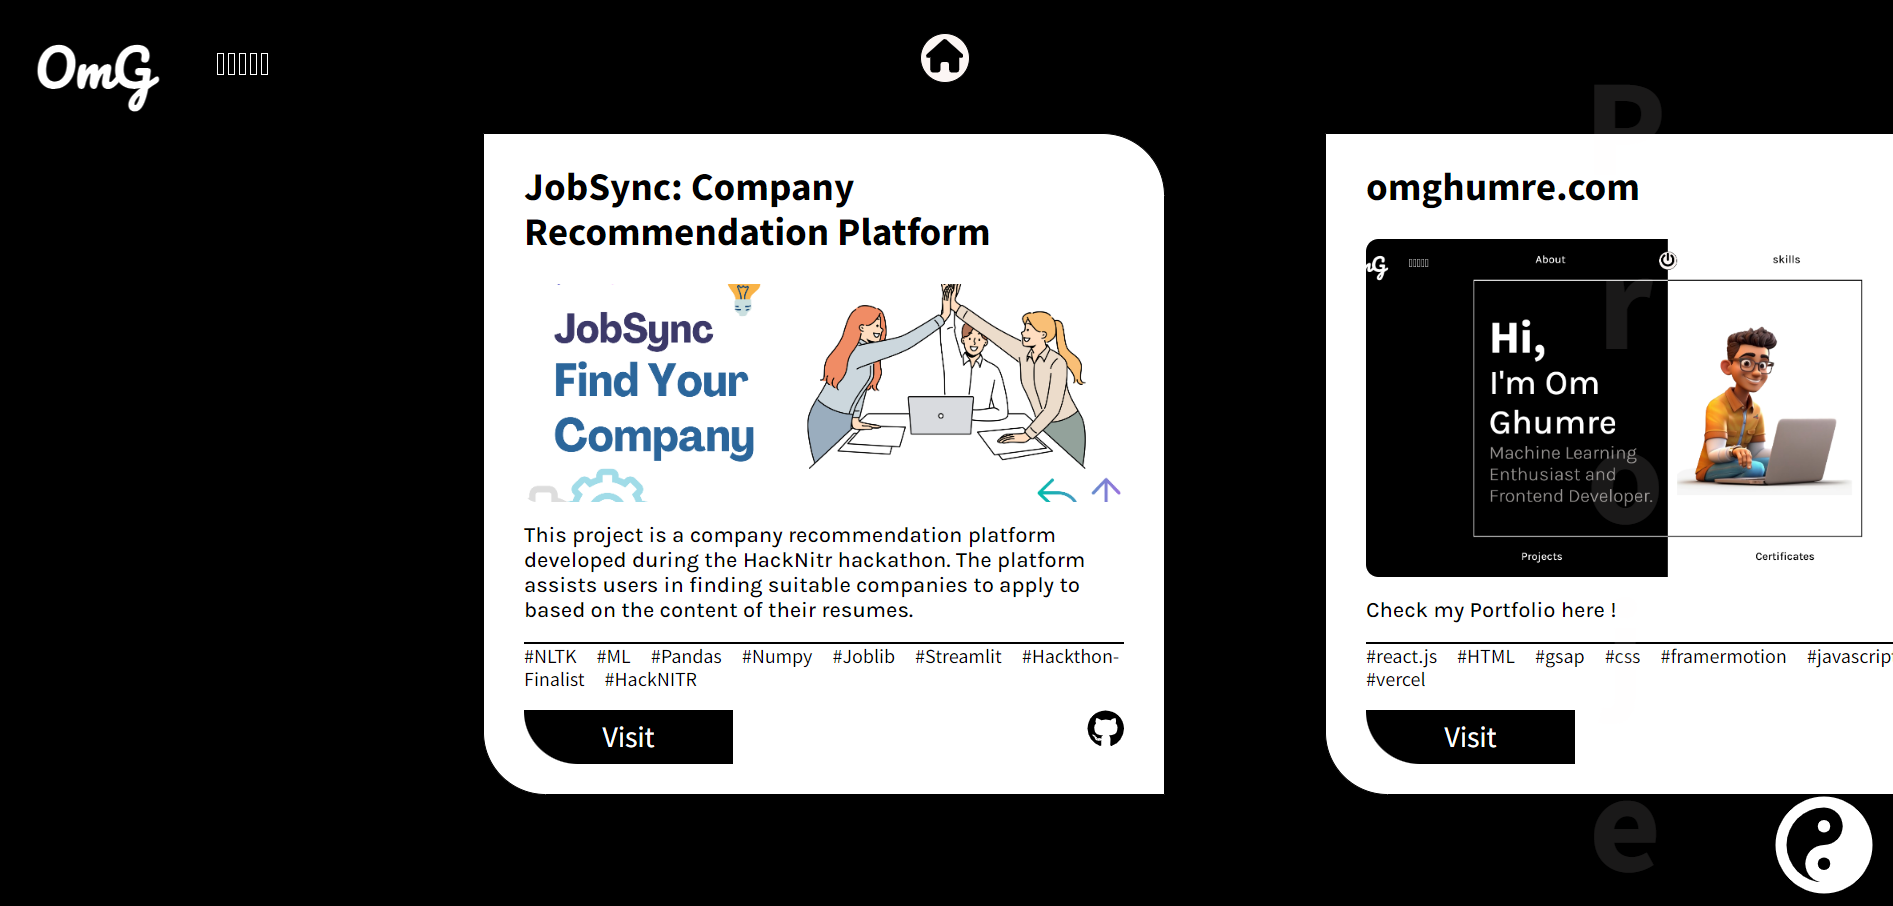 OmG
JobSync: Company
Recommendation Platform
JobSync
Find Your
Company
This project is a company recommendation platform
developed during the HackNitr hackathon. The platform
assists users in finding suitable companies to apply to
based on the content of their resumes.
#NLTK #ML #Pandas #Numpy #Joblib #Streamlit #Hackthon-
Finalist #HackNITR
Visit
omghumre.com
mG
About
skills
Hi,
I'm Om
Ghumre
Machine Learning
Enthusiast and
Frontend Developer.
Projects
Certificates
Check my Portfolio here !
#react.js #HTML #gsap #css #framermotion #javascrip
#vercel
Visit
P
r
o
j
e